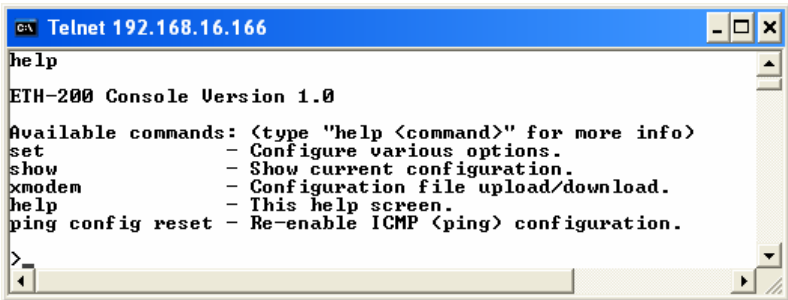 Telnet 192.168.16.166
help
ETH-200 Console Version 1.0
Available commands: (type "help <command>" for more info)
set - Configure various options.
show - Show current configuration.
xmodem - Configuration file upload/download.
help - This help screen.
ping config reset - Re-enable ICMP (ping) configuration.
>_